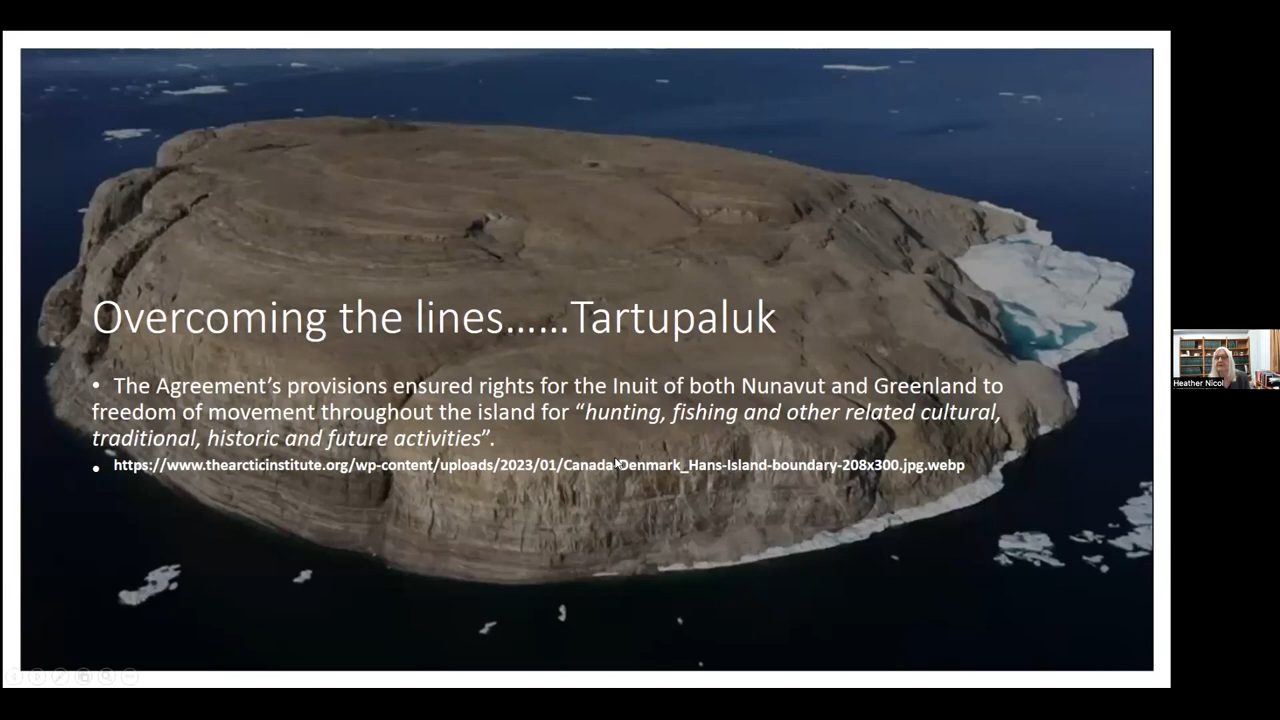 Overcoming the lines......Tartupaluk
• The Agreement's provisions ensured rights for the Inuit of both Nunavut and Greenland to
freedom of movement throughout the island for "hunting, fishing and other related cultural,
traditional, historic and future activities".
• https://www.thearcticinstitute.org/wp-content/uploads/2023/01/Canada-Denmark_Hans-Island-boundary-208x300.jpg.webp
Heather Nicol